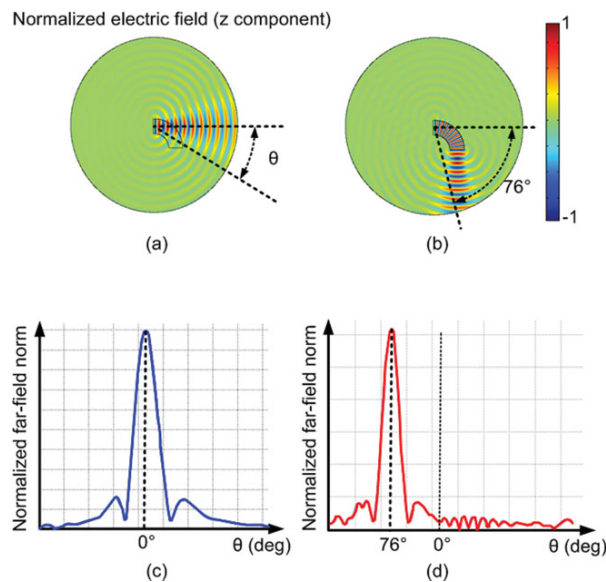 Normalized electric field (z component)
1
θ
76°
-1
(a)
(b)
Normalized far-field norm
0°
θ (deg)
(c)
Normalized far-field norm
76°
0°
θ (deg)
(d)